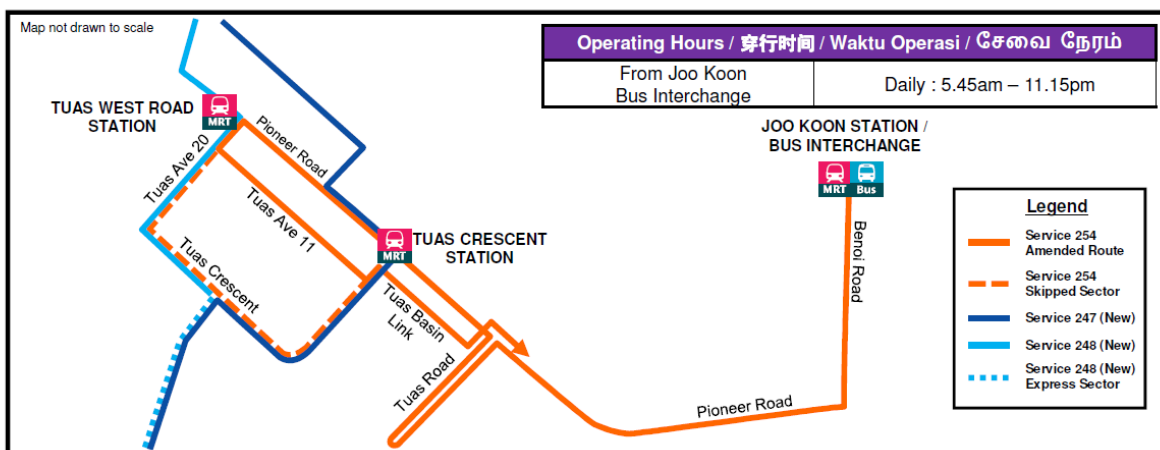 Map not drawn to scale
Operating Hours / 穿行时间 / Waktu Operasi / சேவை நேரம்
From Joo Koon
Bus Interchange
Daily : 5.45am – 11.15pm
TUAS WEST ROAD
STATION
MRT
Pioneer Road
Tuas Ave 20
Tuas Ave 11
Tuas Crescent
TUAS CRESCENT
STATION
MRT
Tuas Basin
Link
Tuas Road
JOO KOON STATION /
BUS INTERCHANGE
MRT Bus
Benoi Road
Pioneer Road
Legend
Service 254
Amended Route
Service 254
Skipped Sector
Service 247 (New)
Service 248 (New)
Service 248 (New)
Express Sector